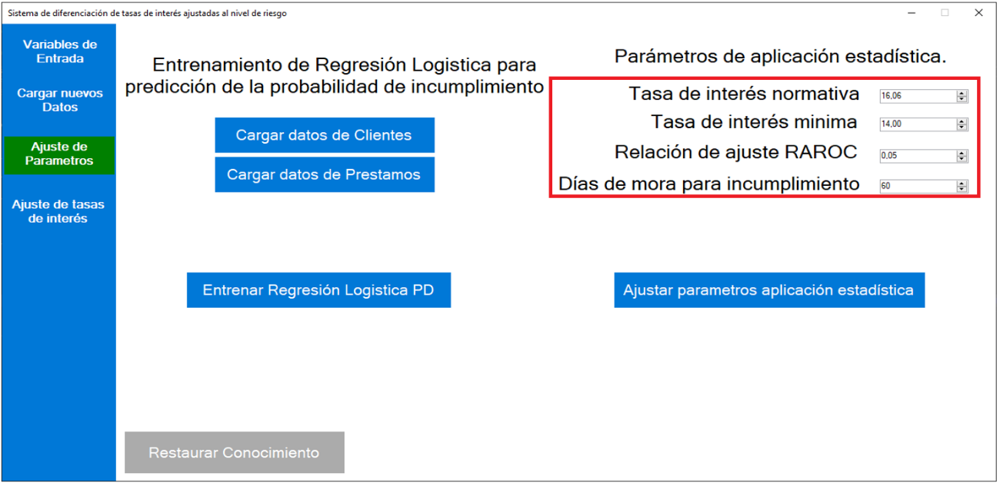 Sistema de diferenciación de tasas de interés ajustadas al nivel de riesgo
Variables de
Entrada
Cargar nuevos
Datos
Ajuste de
Parametros
Ajuste de tasas
de interés
Entrenamiento de Regresión Logistica para
predicción de la probabilidad de incumplimiento
Cargar datos de Clientes
Cargar datos de Prestamos
Entrenar Regresión Logistica PD
Restaurar Conocimiento
Parámetros de aplicación estadística.
Tasa de interés normativa 16,06
Tasa de interés minima 14,00
Relación de ajuste RAROC 0,05
Días de mora para incumplimiento 60
Ajustar parametros aplicación estadística